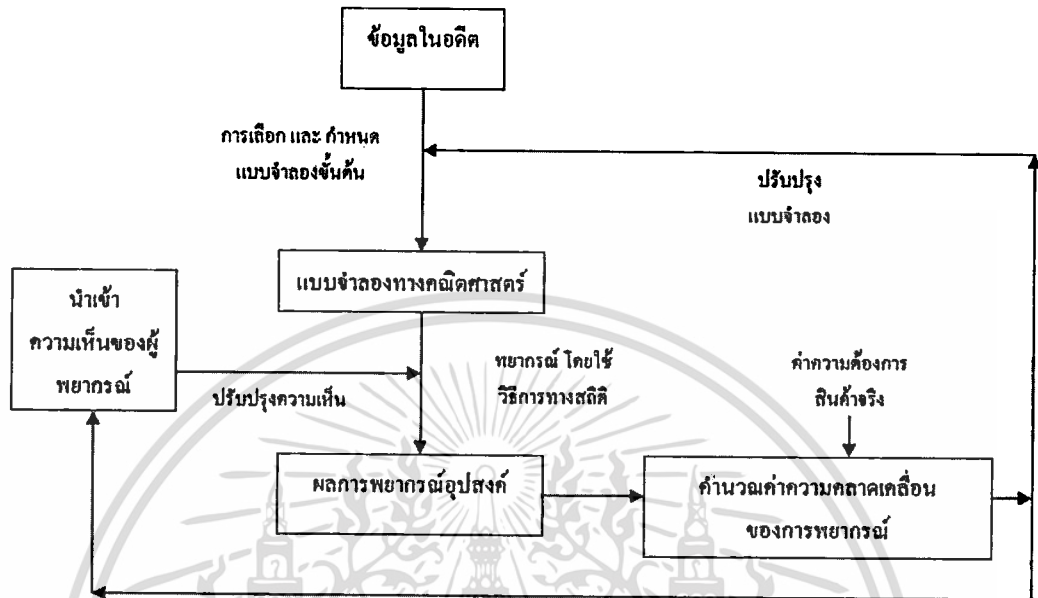 ข้อมูลในอดีต
การเลือก และ กำหนด
แบบจำลองขั้นต้น
ปรับปรุง
แบบจำลอง
แบบจำลองทางคณิตศาสตร์
นำเข้า
ความเห็นของผู้
พยากรณ์
ปรับปรุงความเห็น
พยากรณ์ โดยใช้
วิธีการทางสถิติ
ค่าความต้องการ
สินค้าจริง
ผลการพยากรณ์อุปสงค์
คำนวณค่าความคลาดเคลื่อน
ของการพยากรณ์